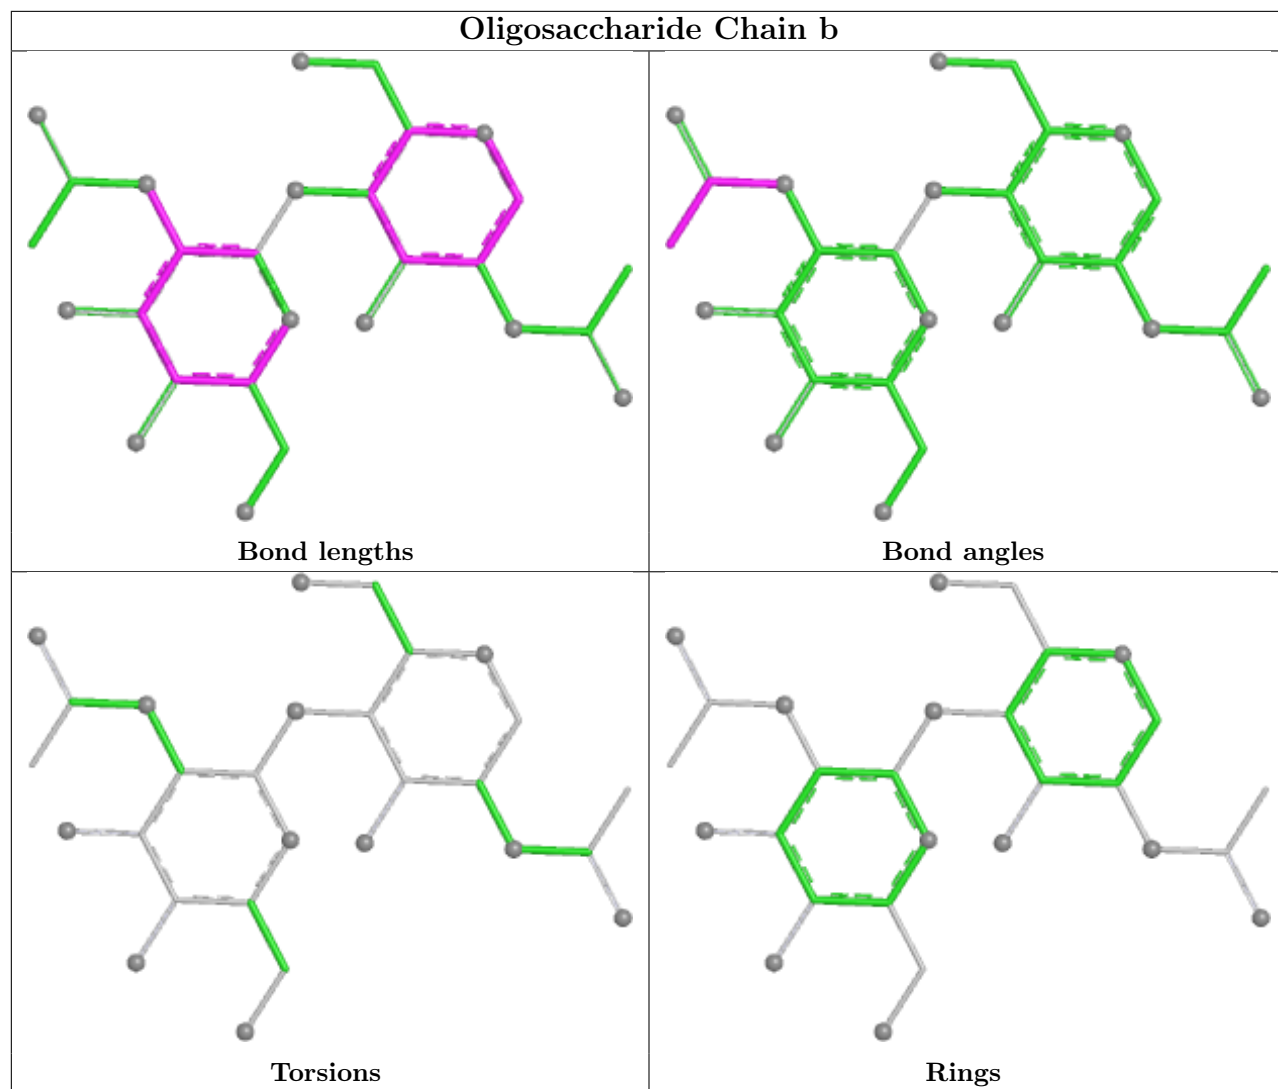 Oligosaccharide Chain b
Bond lengths
Bond angles
Torsions
Rings